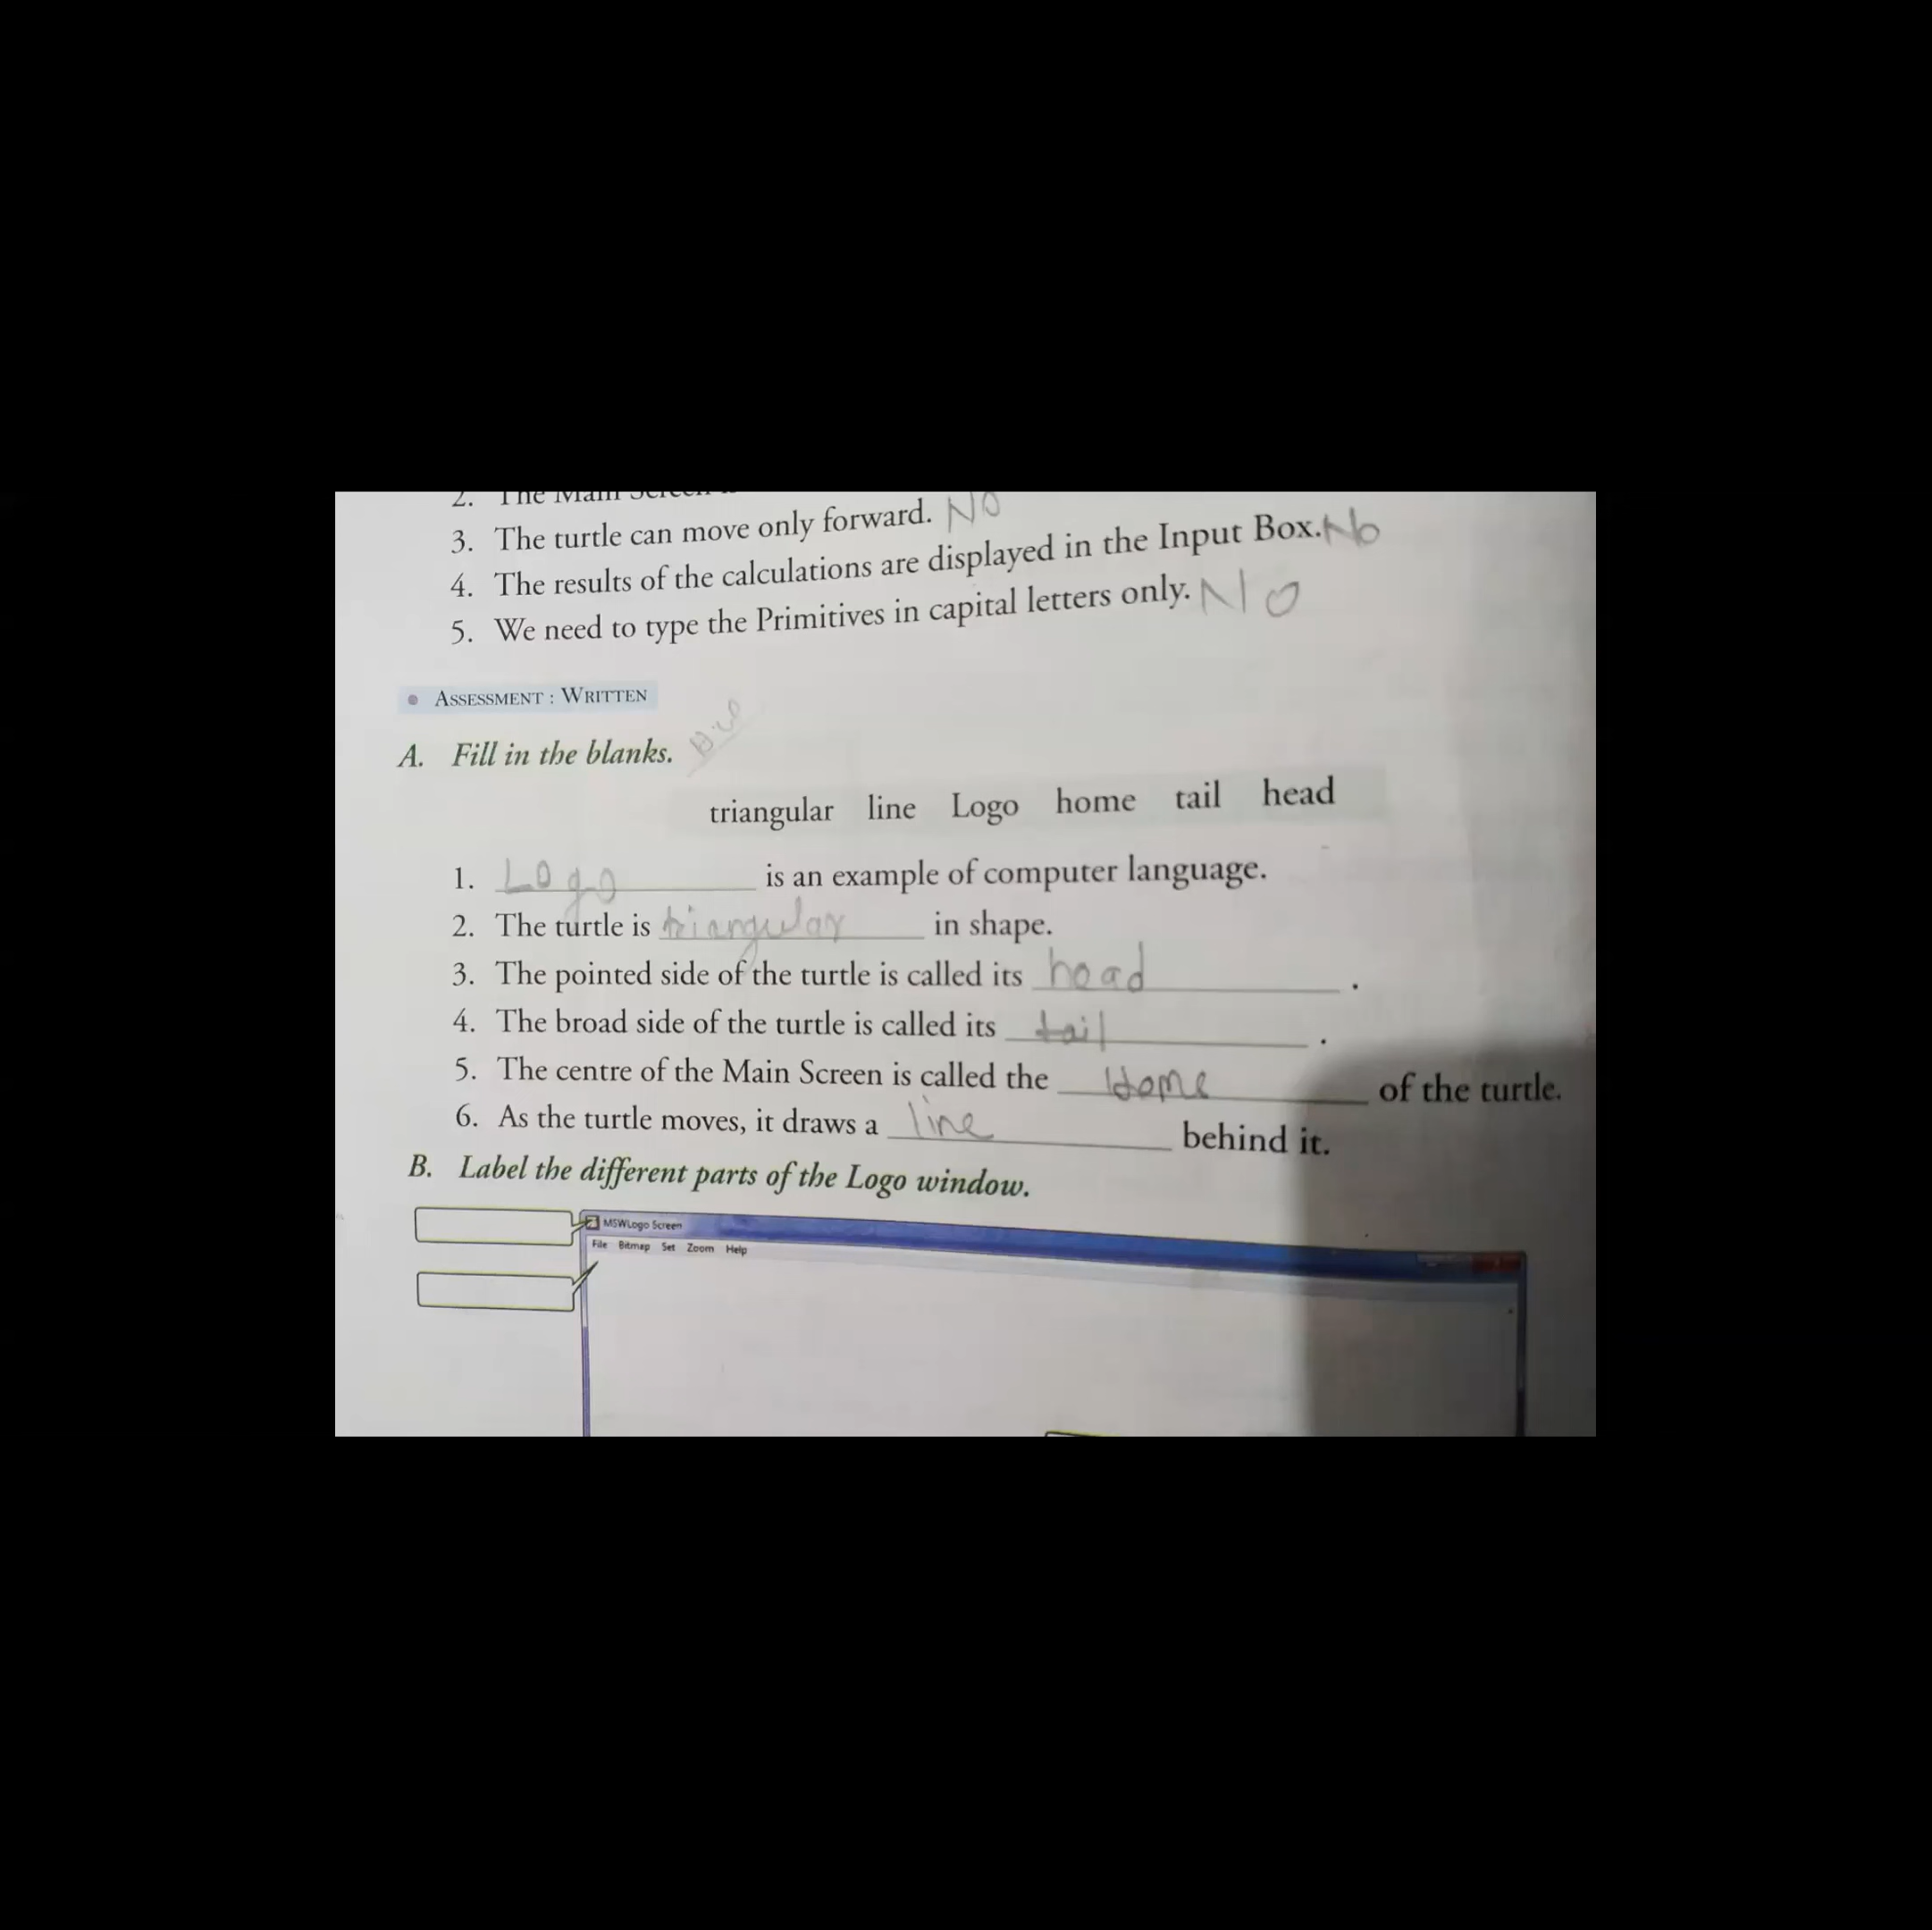 2. The Main Screen
3. The turtle can move only forward. NO
4. The results of the calculations are displayed in the Input Box. No
5. We need to type the Primitives in capital letters only. NO
• ASSESSMENT : WRITTEN
A. Fill in the blanks.
triangular line Logo home tail head
1. Logo is an example of computer language.
2. The turtle is triangular in shape.
3. The pointed side of the turtle is called its head .
4. The broad side of the turtle is called its tail .
5. The centre of the Main Screen is called the Home of the turtle.
6. As the turtle moves, it draws a line behind it.
B. Label the different parts of the Logo window.
MSWLogo Screen
File Bitmap Set Zoom Help